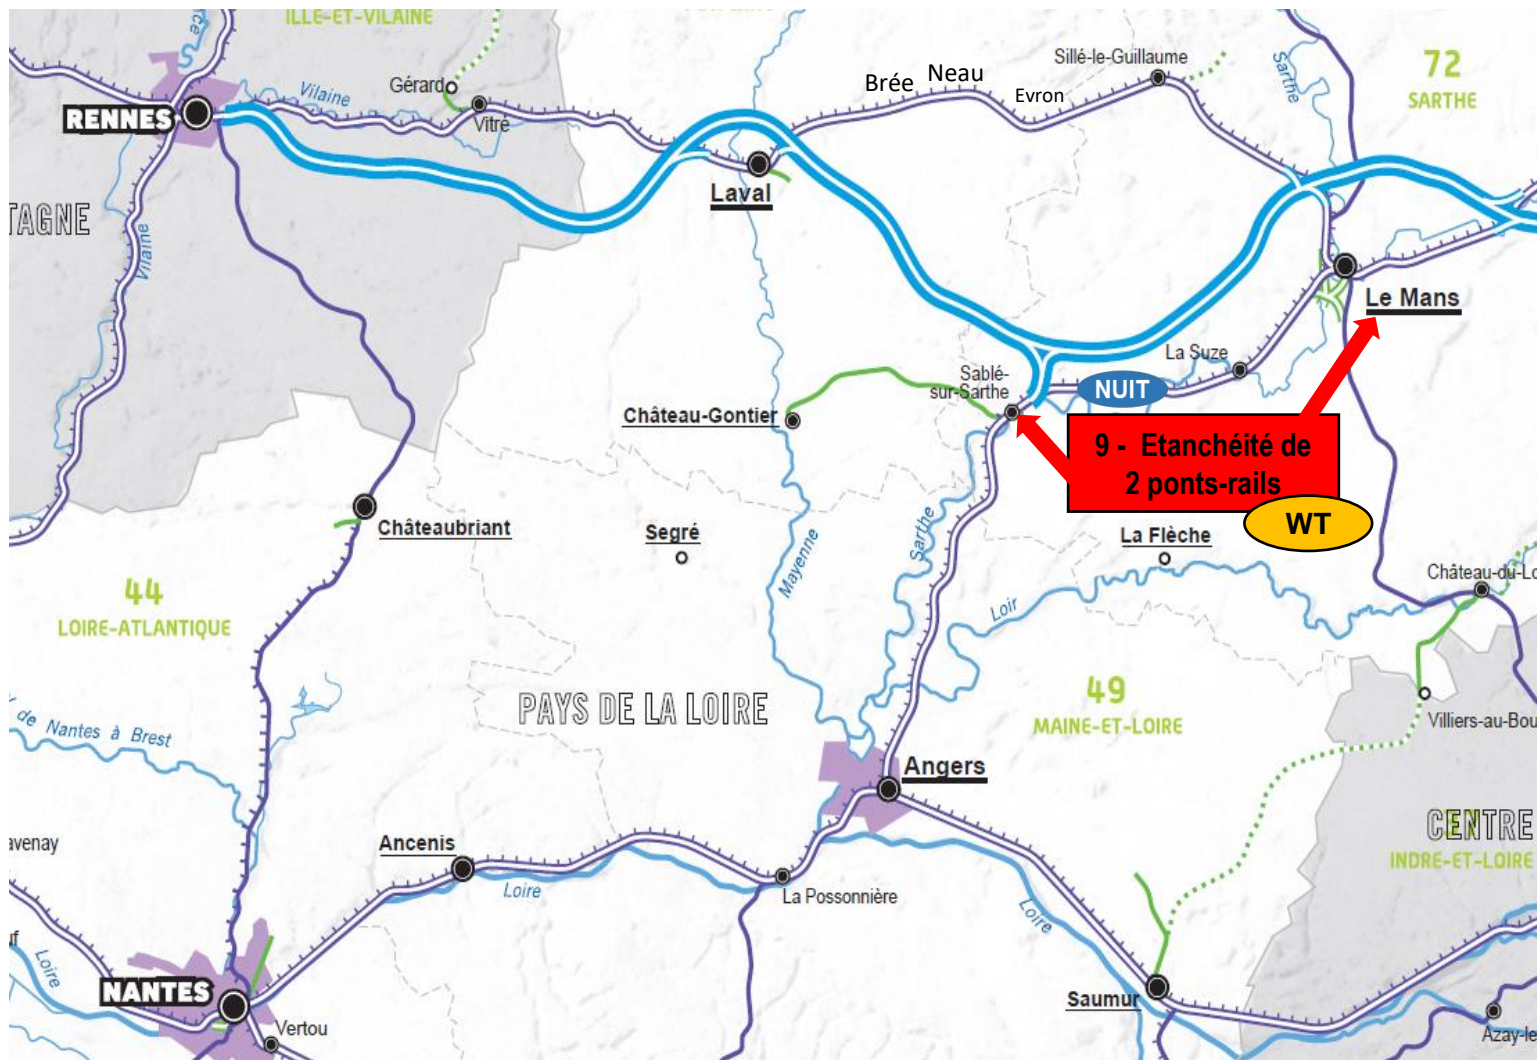 ILLE-ET-VILAINE
Sillé-le-Guillaume
72
SARTHE
Brée
Neau
Evron
Gérard
Vilaine
Sarthe
RENNES
Vitré
Laval
TAGNE
Vilaine
Le Mans
La Suze
Sablé-
sur-Sarthe
NUIT
Château-Gontier
9 - Etanchéité de
2 ponts-rails
WT
Châteaubriant
Segré
Mayenne
Sarthe
La Flèche
Loir
Château-du-Lo
44
LOIRE-ATLANTIQUE
PAYS DE LA LOIRE
49
MAINE-ET-LOIRE
Villiers-au-Bou
de Nantes à Brest
Angers
CENTRE
INDRE-ET-LOIRE
avenay
Ancenis
Loire
La Possonnière
Loire
Loire
NANTES
Vertou
Saumur
Azay-le